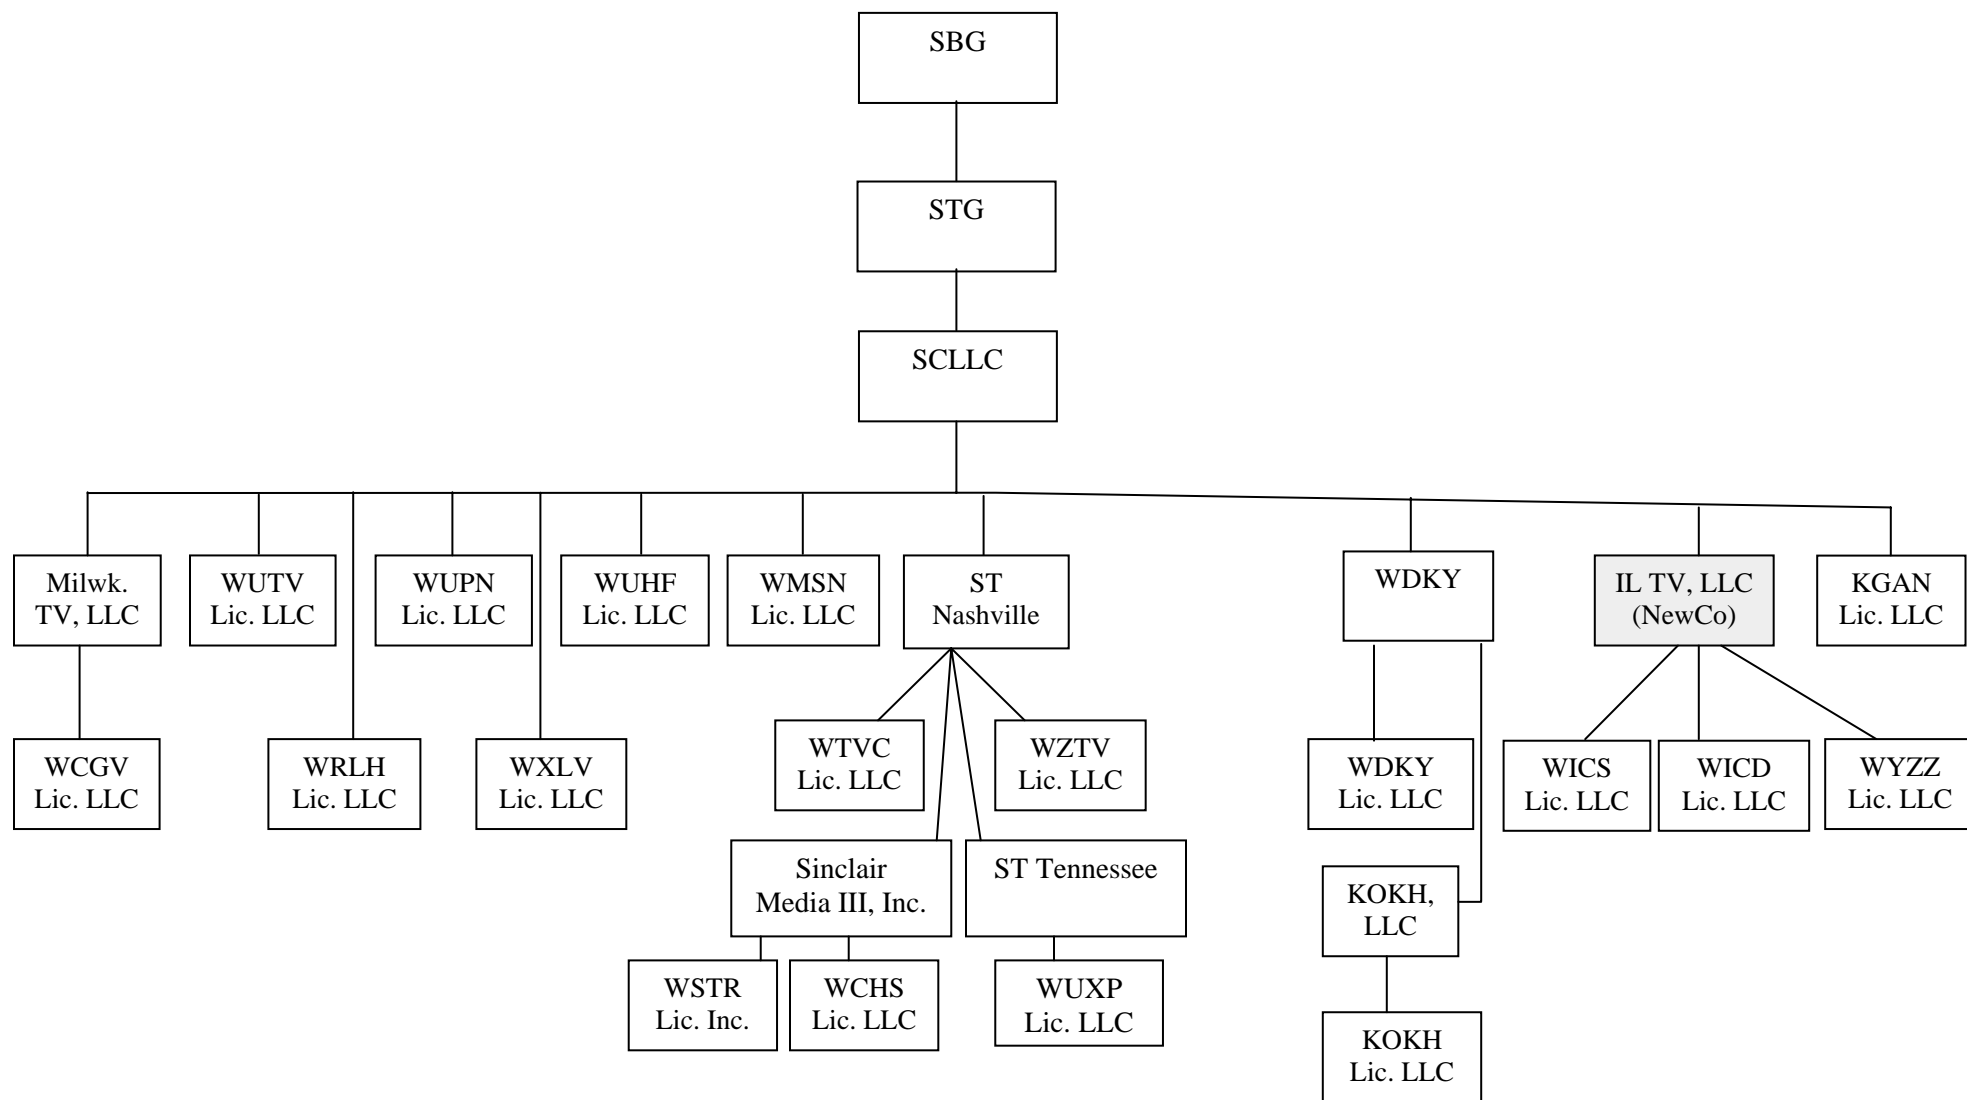 SBG
STG
SCLLC
Milwk.
TV, LLC
WUTV
Lic. LLC
WUPN
Lic. LLC
WUHF
Lic. LLC
WMSN
Lic. LLC
ST
Nashville
WDKY
IL TV, LLC
(NewCo)
KGAN
Lic. LLC
WCGV
Lic. LLC
WRLH
Lic. LLC
WXLV
Lic. LLC
WTVC
Lic. LLC
WZTV
Lic. LLC
WDKY
Lic. LLC
WICS
Lic. LLC
WICD
Lic. LLC
WYZZ
Lic. LLC
Sinclair
Media III, Inc.
ST Tennessee
KOKH,
LLC
WSTR
Lic. Inc.
WCHS
Lic. LLC
WUXP
Lic. LLC
KOKH
Lic. LLC